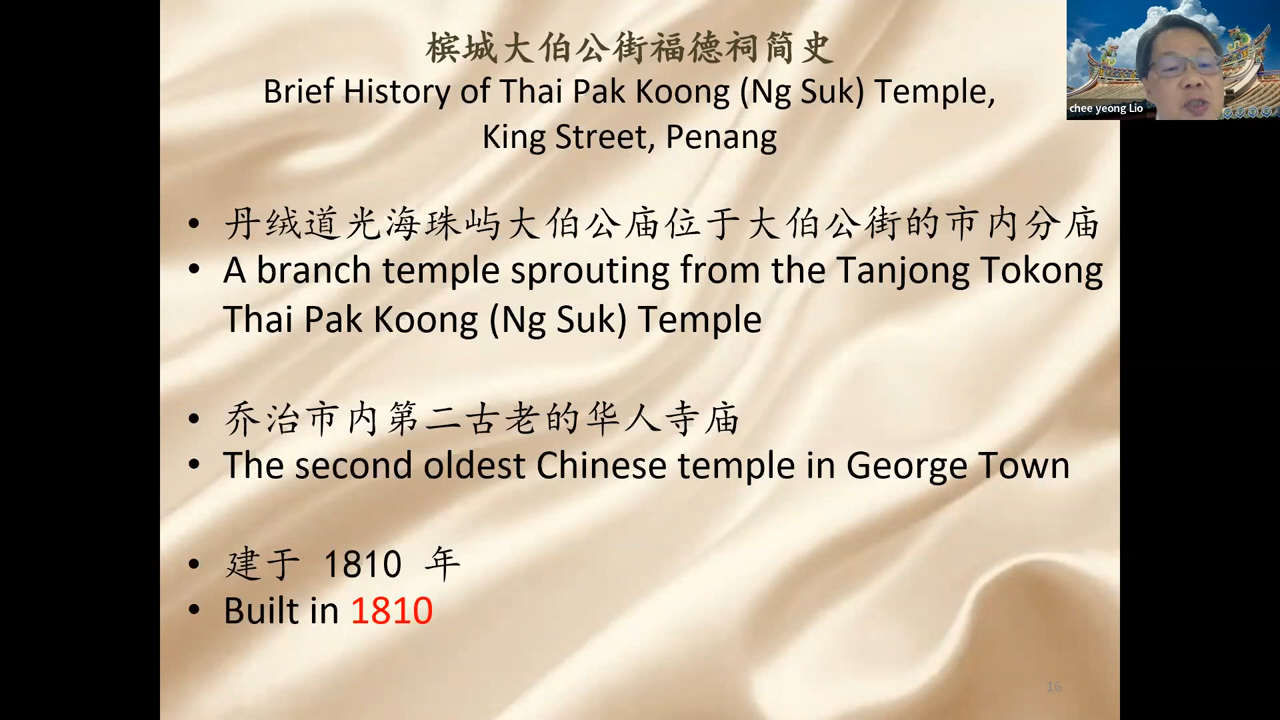 槟城大伯公街福德祠简史
Brief History of Thai Pak Koong (Ng Suk) Temple,
King Street, Penang
• 丹绒道光海珠屿大伯公庙位于大伯公街的市内分庙
• A branch temple sprouting from the Tanjong Tokong
Thai Pak Koong (Ng Suk) Temple
• 乔治市内第二古老的华人寺庙
• The second oldest Chinese temple in George Town
• 建于 1810 年
• Built in 1810
16
chee yeong Lio